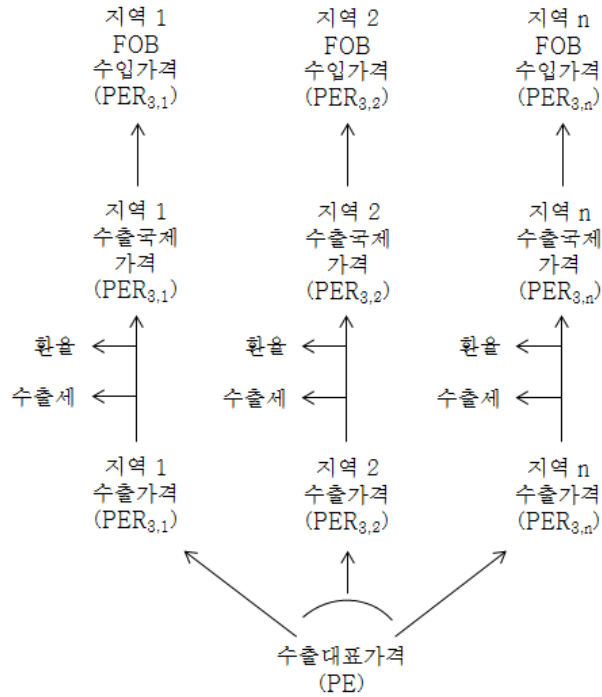 지역 1 지역 2 지역 n
FOB FOB FOB
수입가격 수입가격 수입가격
(PER3,1) (PER3,2) (PER3,n)
지역 1 지역 2 지역 n
수출국제 수출국제 수출국제
가격 가격 가격
(PER3,1) (PER3,2) (PER3,n)
환율 환율 환율
수출세 수출세 수출세
지역 1 지역 2 지역 n
수출가격 수출가격 수출가격
(PER3,1) (PER3,2) (PER3,n)
수출대표가격
(PE)